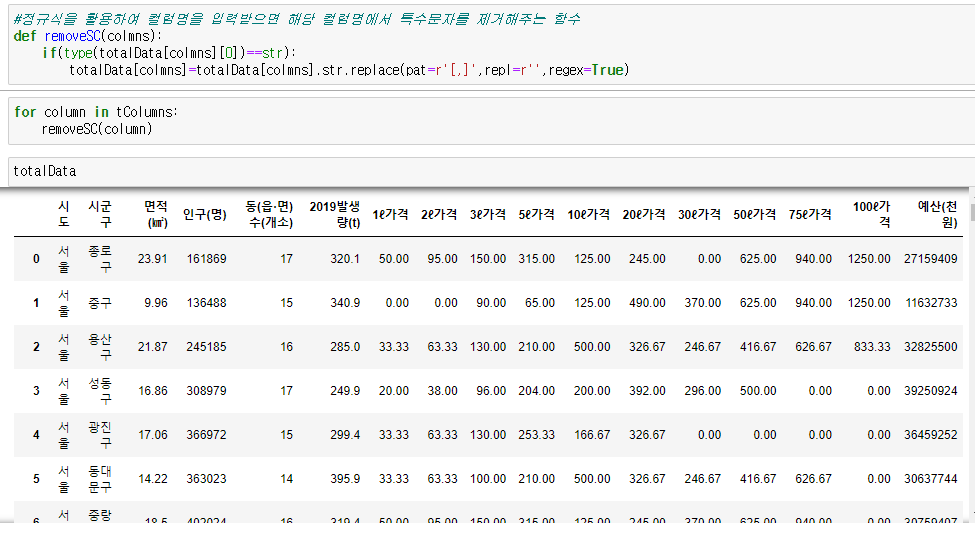 #정규식을 활용하여 컬럼명을 입력받으면 해당 컬럼명에서 특수문자를 제거해주는 함수
def removeSC(colmns):
if(type(totalData[colmns][0])==str):
totalData[colmns]=totalData[colmns].str.replace(pat=r'[,]',repl=r'',regex=True)
for column in tColumns:
removeSC(column)
totalData
시도 시군구 면적(㎢) 인구(명) 동(읍·면)수(개소) 2019발생량(t) 1ℓ가격 2ℓ가격 3ℓ가격 5ℓ가격 10ℓ가격 20ℓ가격 30ℓ가격 50ℓ가격 75ℓ가격 100ℓ가격 예산(천원)
0 서울 종로구 23.91 161869 17 320.1 50.00 95.00 150.00 315.00 125.00 245.00 0.00 625.00 940.00 1250.00 27159409
1 서울 중구 9.96 136488 15 340.9 0.00 0.00 90.00 65.00 125.00 490.00 370.00 625.00 940.00 1250.00 11632733
2 서울 용산구 21.87 245185 16 285.0 33.33 63.33 130.00 210.00 500.00 326.67 246.67 416.67 626.67 833.33 32825500
3 서울 성동구 16.86 308979 17 249.9 20.00 38.00 96.00 204.00 200.00 392.00 296.00 500.00 0.00 0.00 39250924
4 서울 광진구 17.06 366972 15 299.4 33.33 63.33 130.00 253.33 166.67 326.67 0.00 0.00 0.00 0.00 36459252
5 서울 동대문구 14.22 363023 14 395.9 33.33 63.33 100.00 210.00 500.00 326.67 246.67 416.67 626.67 0.00 30637744
6 서 중랑 18.5 402024 16 319.4 50.00 95.00 150.00 315.00 125.00 245.00 370.00 625.00 940.00 0.00 30759407